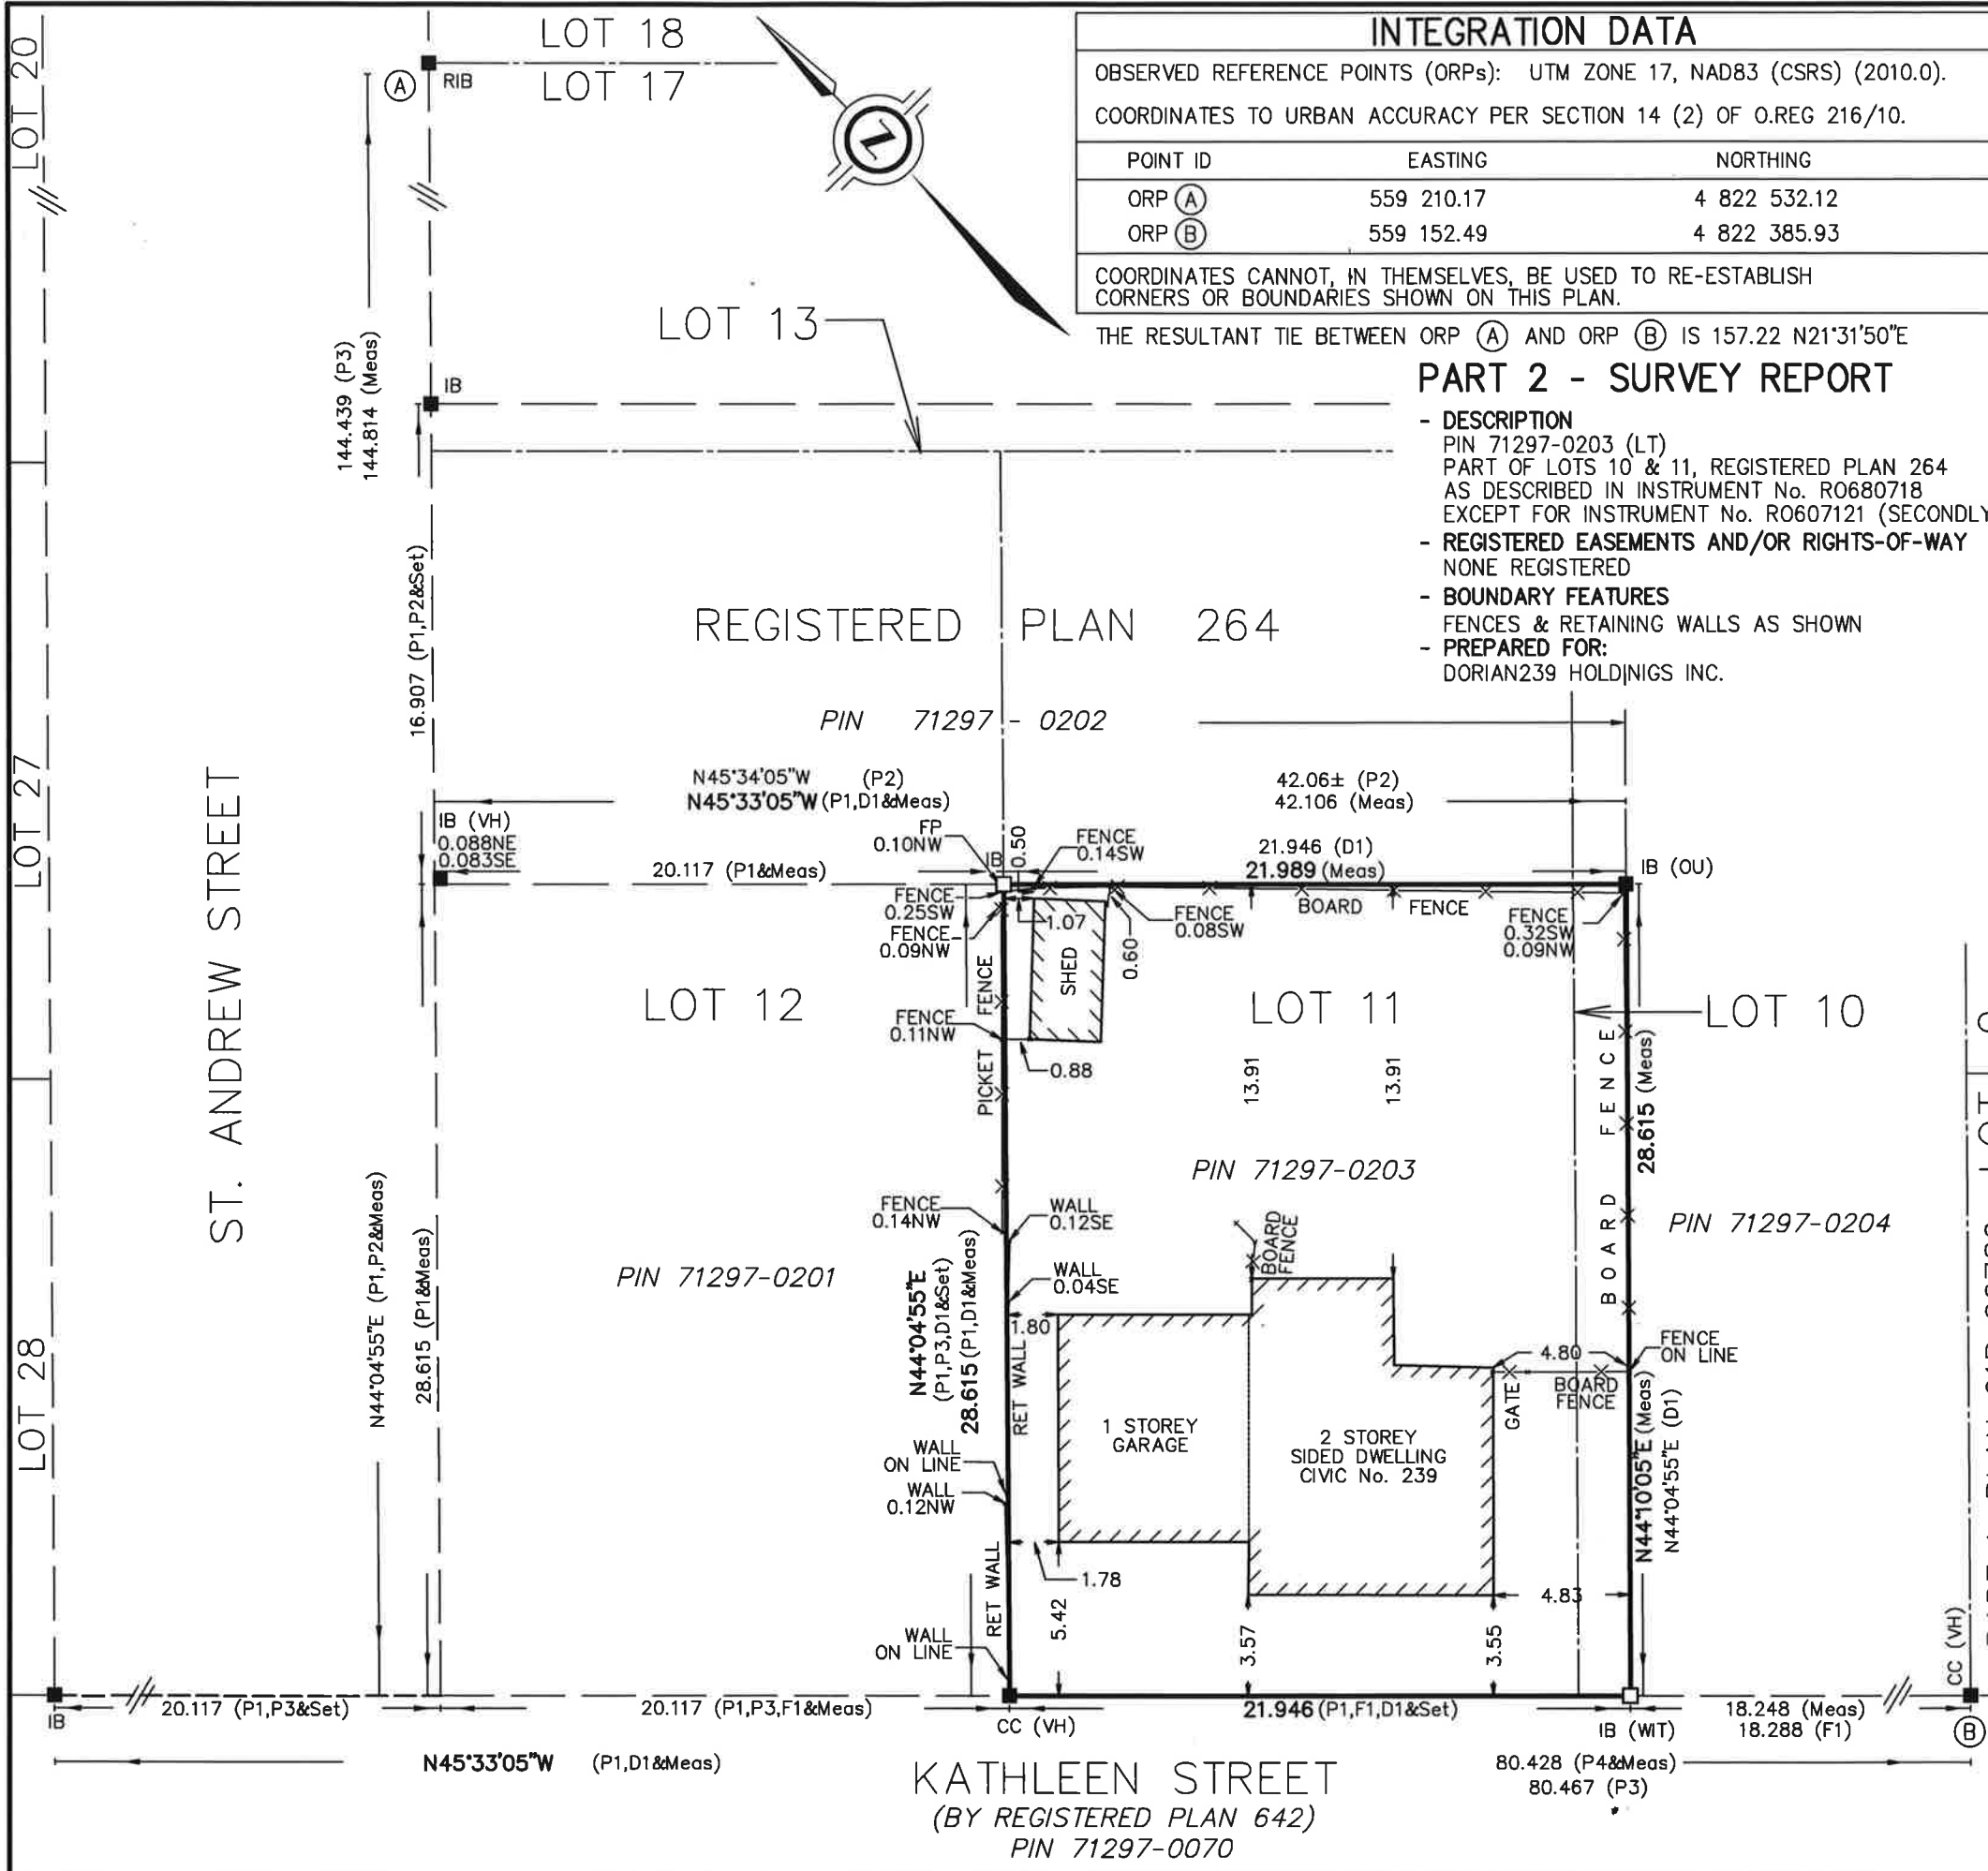 LOT 18
LOT 17
LOT 20
A
RIB
N
INTEGRATION DATA
OBSERVED REFERENCE POINTS (ORPs): UTM ZONE 17, NAD83 (CSRS) (2010.0).
COORDINATES TO URBAN ACCURACY PER SECTION 14 (2) OF O.REG 216/10.
POINT ID EASTING NORTHING
ORP A 559 210.17 4 822 532.12
ORP B 559 152.49 4 822 385.93
COORDINATES CANNOT, IN THEMSELVES, BE USED TO RE-ESTABLISH
CORNERS OR BOUNDARIES SHOWN ON THIS PLAN.
THE RESULTANT TIE BETWEEN ORP A AND ORP B IS 157.22 N21°31'50"E
PART 2 - SURVEY REPORT
- DESCRIPTION
PIN 71297-0203 (LT)
PART OF LOTS 10 & 11, REGISTERED PLAN 264
AS DESCRIBED IN INSTRUMENT No. RO680718
EXCEPT FOR INSTRUMENT No. RO607121 (SECONDLY
- REGISTERED EASEMENTS AND/OR RIGHTS-OF-WAY
NONE REGISTERED
- BOUNDARY FEATURES
FENCES & RETAINING WALLS AS SHOWN
- PREPARED FOR:
DORIAN239 HOLDINIGS INC.
LOT 13
144.439 (P3)
144.814 (Meas)
IB
16.907 (P1,P2&Set)
REGISTERED PLAN 264
PIN 71297 - 0202
N45°34'05"W (P2)
N45°33'05"W (P1,D1&Meas)
42.06± (P2)
42.106 (Meas)
LOT 27
ST. ANDREW STREET
IB (VH)
0.088NE
0.083SE
20.117 (P1&Meas)
FP
0.10NW
IB
0.50
FENCE
0.14SW
21.946 (D1)
21.989 (Meas)
IB (OU)
FENCE
0.25SW
FENCE
0.09NW
1.07
FENCE
0.08SW
BOARD FENCE
FENCE
0.32SW
0.09NW
0.60
SHED
PICKET FENCE
LOT 12
LOT 11
LOT 10
FENCE
0.11NW
0.88
13.91
13.91
BOARD FENCE
28.615 (Meas)
PIN 71297-0203
PIN 71297-0204
FENCE
0.14NW
WALL
0.12SE
BOARD
FENCE
PIN 71297-0201
WALL
0.04SE
N44°04'55"E (P1,P2&Meas)
28.615 (P1&Meas)
N44°04'55"E
(P1,P3,D1&Set)
28.615 (P1,D1&Meas)
1.80
RET WALL
LOT 28
4.80
FENCE
ON LINE
GATE
BOARD
FENCE
1 STOREY
GARAGE
2 STOREY
SIDED DWELLING
CIVIC No. 239
WALL
ON LINE
WALL
0.12NW
N44°10'05"E (Meas)
N44°04'55"E (D1)
1.78
RET WALL
5.42
3.57
3.55
4.83
WALL
ON LINE
CC (VH)
IB
20.117 (P1,P3&Set)
20.117 (P1,P3,F1&Meas)
CC (VH)
21.946 (P1,F1,D1&Set)
IB (WIT)
18.248 (Meas)
18.288 (F1)
B
N45°33'05"W (P1,D1&Meas)
80.428 (P4&Meas)
80.467 (P3)
KATHLEEN STREET
(BY REGISTERED PLAN 642)
PIN 71297-0070